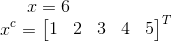 x = 6
x^c = [1 2 3 4 5]^T